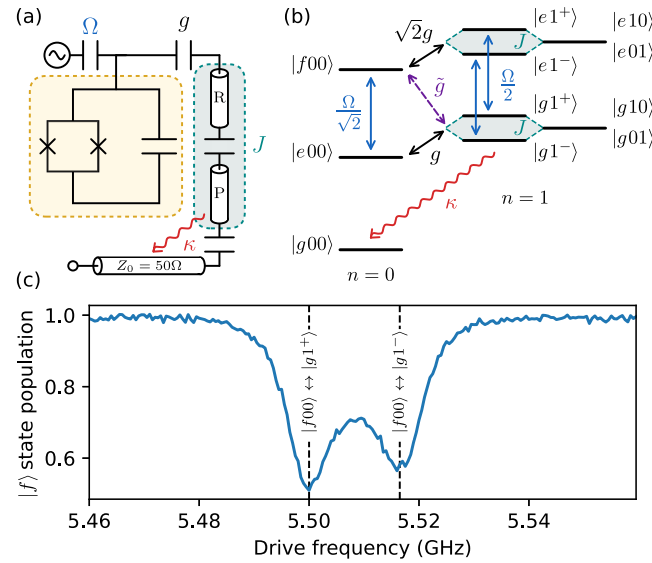 (a)
Ω
g
R
J
P
κ
Z₀ = 50Ω
(b)
√2g
|e1⁺⟩
|e10⟩
J
|e01⟩
|f00⟩
|e1⁻⟩
Ω/√2
g̃
Ω/2
|g1⁺⟩
|g10⟩
J
|g01⟩
|e00⟩
g
|g1⁻⟩
κ
n = 1
|g00⟩
n = 0
(c)
|f⟩ state population
1.0
0.8
0.6
|f00⟩ ↔ |g1⁺⟩
|f00⟩ ↔ |g1⁻⟩
5.46 5.48 5.50 5.52 5.54
Drive frequency (GHz)